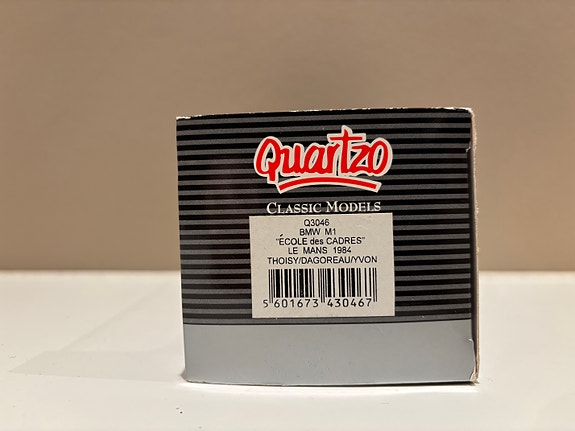 Quartzo
CLASSIC MODELS
Q3046
BMW M1
"ÉCOLE des CADRES"
LE MANS 1984
THOISY/DAGOREAU/YVON
5 601673 430467